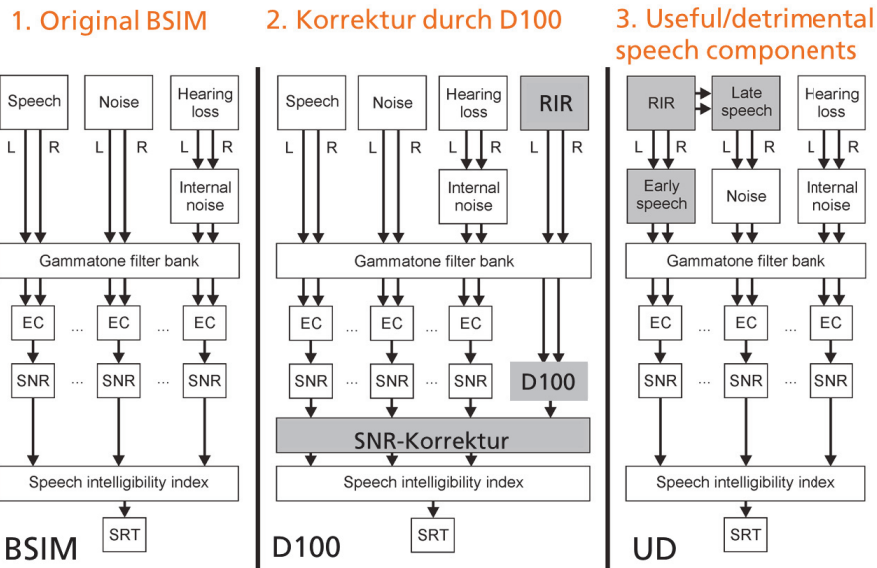 1. Original BSIM
Speech
Noise
Hearing
loss
L R
L R
L R
Internal
noise
Gammatone filter bank
EC ... EC ... EC
SNR ... SNR ... SNR
Speech intelligibility index
SRT
BSIM
2. Korrektur durch D100
Speech
Noise
Hearing
loss
RIR
L R
L R
L R
L R
Internal
noise
Gammatone filter bank
EC ... EC ... EC
SNR ... SNR ... SNR
D100
SNR-Korrektur
Speech intelligibility index
SRT
D100
3. Useful/detrimental
speech components
RIR
Late
speech
Hearing
loss
L R
L R
L R
Early
speech
Noise
Internal
noise
Gammatone filter bank
EC ... EC ... EC
SNR ... SNR ... SNR
Speech intelligibility index
SRT
UD